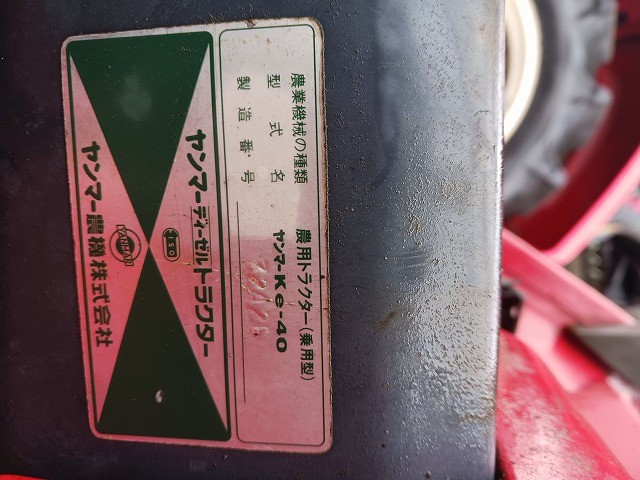 農業機械の種類 農用トラクター(乗用型)
型式名 ヤンマーKe-40
製造番号
ヤンマーディーゼルトラクター
YANMAR
ヤンマー農機株式会社